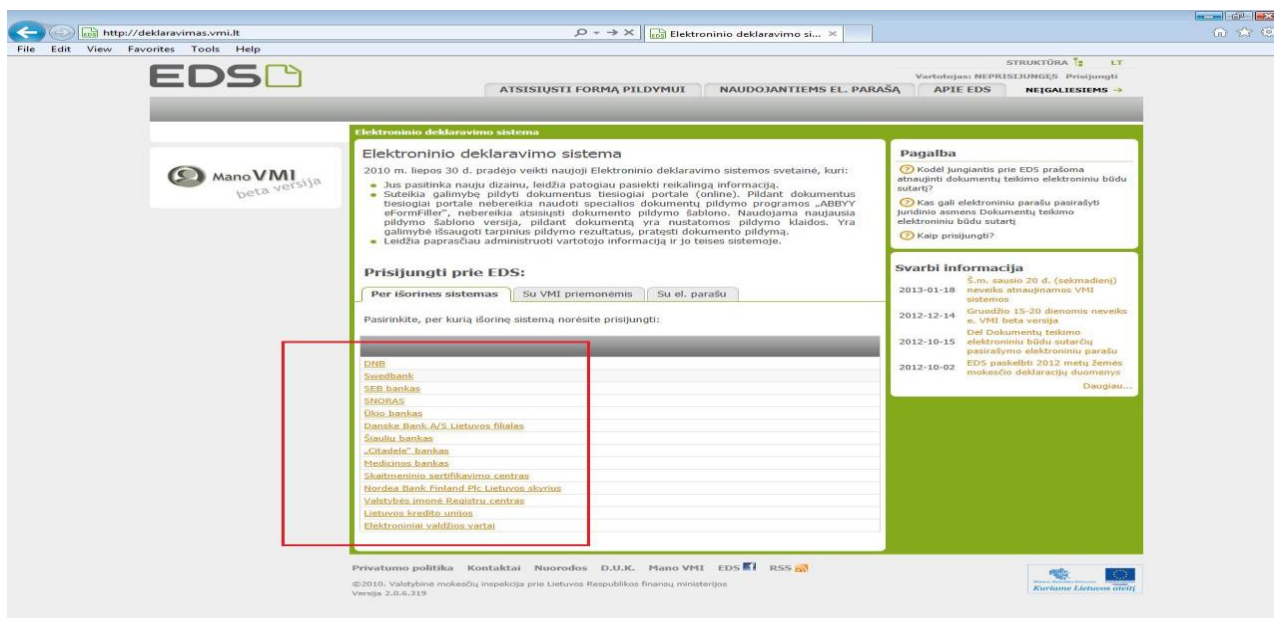 http://deklaravimas.vmi.lt
Elektroninio deklaravimo si...
File Edit View Favorites Tools Help
EDS
STRUKTŪRA LT
Vartotojas: NEPRISIJUNGĘS Prisijungti
ATSISIŲSTI FORMĄ PILDYMUI NAUDOJANTIEMS EL. PARAŠĄ APIE EDS NEĮGALIESIEMS →
Elektroninio deklaravimo sistema
Mano VMI
beta versija
Elektroninio deklaravimo sistema
2010 m. liepos 30 d. pradėjo veikti naujoji Elektroninio deklaravimo sistemos svetainė, kuri:
Jus pasitinka nauju dizainu, leidžia patogiau pasiekti reikalingą informaciją.
Suteikia galimybę pildyti dokumentus tiesiogiai portale (online). Pildant dokumentus
tiesiogiai portale nebereikia naudoti specialios dokumentų pildymo programos „ABBYY
eFormFiller", nebereikia atsisiųsti dokumento pildymo šablono. Naudojama naujausia
pildymo šablono versija, pildant dokumentą yra nustatomos pildymo klaidos. Yra
galimybė išsaugoti tarpinius pildymo rezultatus, pratęsti dokumento pildymą.
Leidžia paprasčiau administruoti vartotojo informaciją ir jo teises sistemoje.
Prisijungti prie EDS:
Per išorines sistemas Su VMI priemonėmis Su el. parašu
Pasirinkite, per kurią išorinę sistemą norėsite prisijungti:
DNB
Swedbank
SEB bankas
SNORAS
Ūkio bankas
Danske Bank A/S Lietuvos filialas
Šiaulių bankas
„Citadele" bankas
Medicinos bankas
Skaitmeninio sertifikavimo centras
Nordea Bank Finland Plc Lietuvos skyrius
Valstybės įmonė Registrų centras
Lietuvos kredito unijos
Elektroniniai valdžios vartai
Pagalba
Kodėl jungiantis prie EDS prašoma
atnaujinti dokumentų teikimo elektroniniu būdu
sutartį?
Kas gali elektroniniu parašu pasirašyti
juridinio asmens Dokumentų teikimo
elektroniniu būdu sutartį
Kaip prisijungti?
Svarbi informacija
2013-01-18 Š.m. sausio 20 d. (sekmadienį)
neveiks atnaujinamos VMI
sistemos
2012-12-14 Gruodžio 15-20 dienomis neveiks
e. VMI beta versija
2012-10-15 Dėl Dokumentų teikimo
elektroniniu būdu sutarčių
pasirašymo elektroniniu parašu
2012-10-02 EDS paskelbti 2012 metų žemės
mokesčio deklaracijų duomenys
Daugiau...
Privatumo politika Kontaktai Nuorodos D.U.K. Mano VMI EDS RSS
©2010. Valstybinė mokesčių inspekcija prie Lietuvos Respublikos finansų ministerijos
Versija 2.0.6.319
Kuriame Lietuvos ateitį